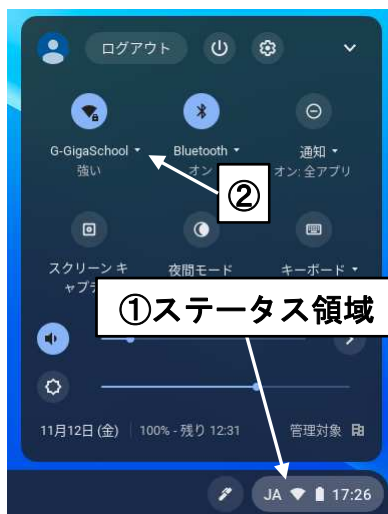 ログアウト
G-GigaSchool
Bluetooth
通知
強い
オン
オン: 全アプリ
②
スクリーン キ
ャプ
夜間モード
キーボード
①ステータス領域
11月12日 (金)
100% - 残り 12:31
管理対象
JA
17:26